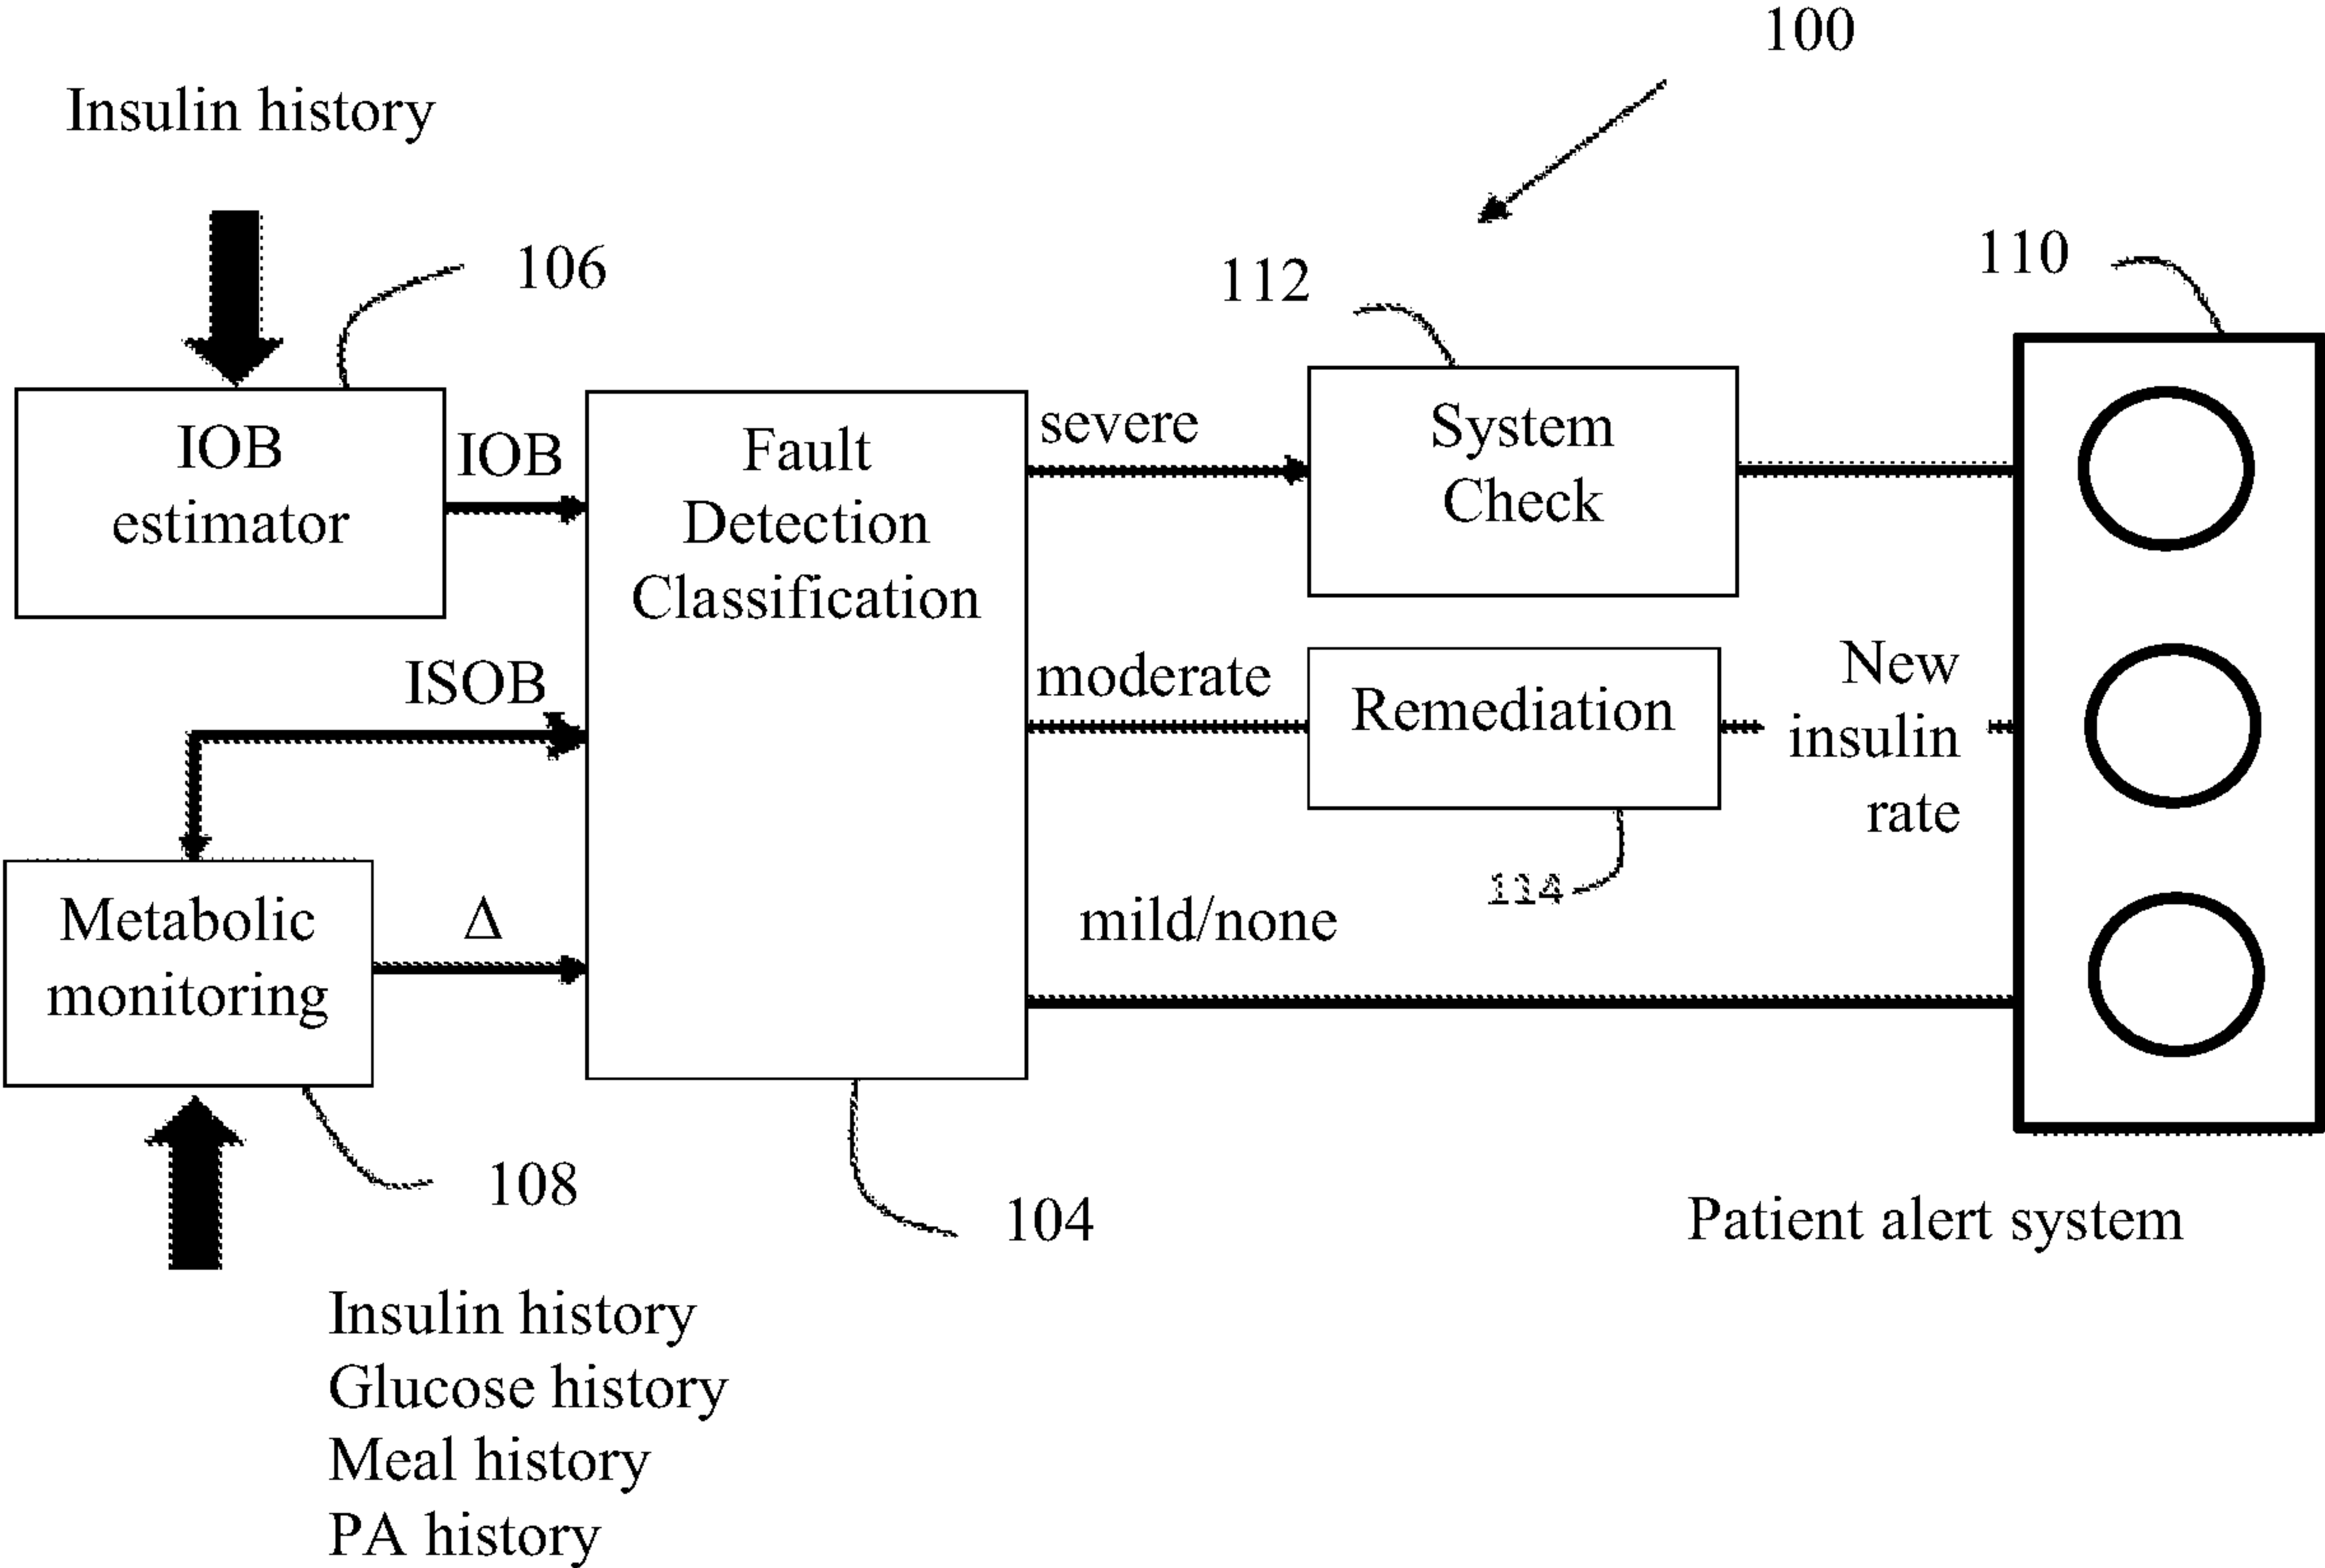 100
Insulin history
106
112
110
IOB
estimator
IOB
Fault
Detection
Classification
severe
System
Check
ISOB
moderate
Remediation
New
insulin
rate
114
Metabolic
monitoring
Δ
mild/none
108
104
Patient alert system
Insulin history
Glucose history
Meal history
PA history